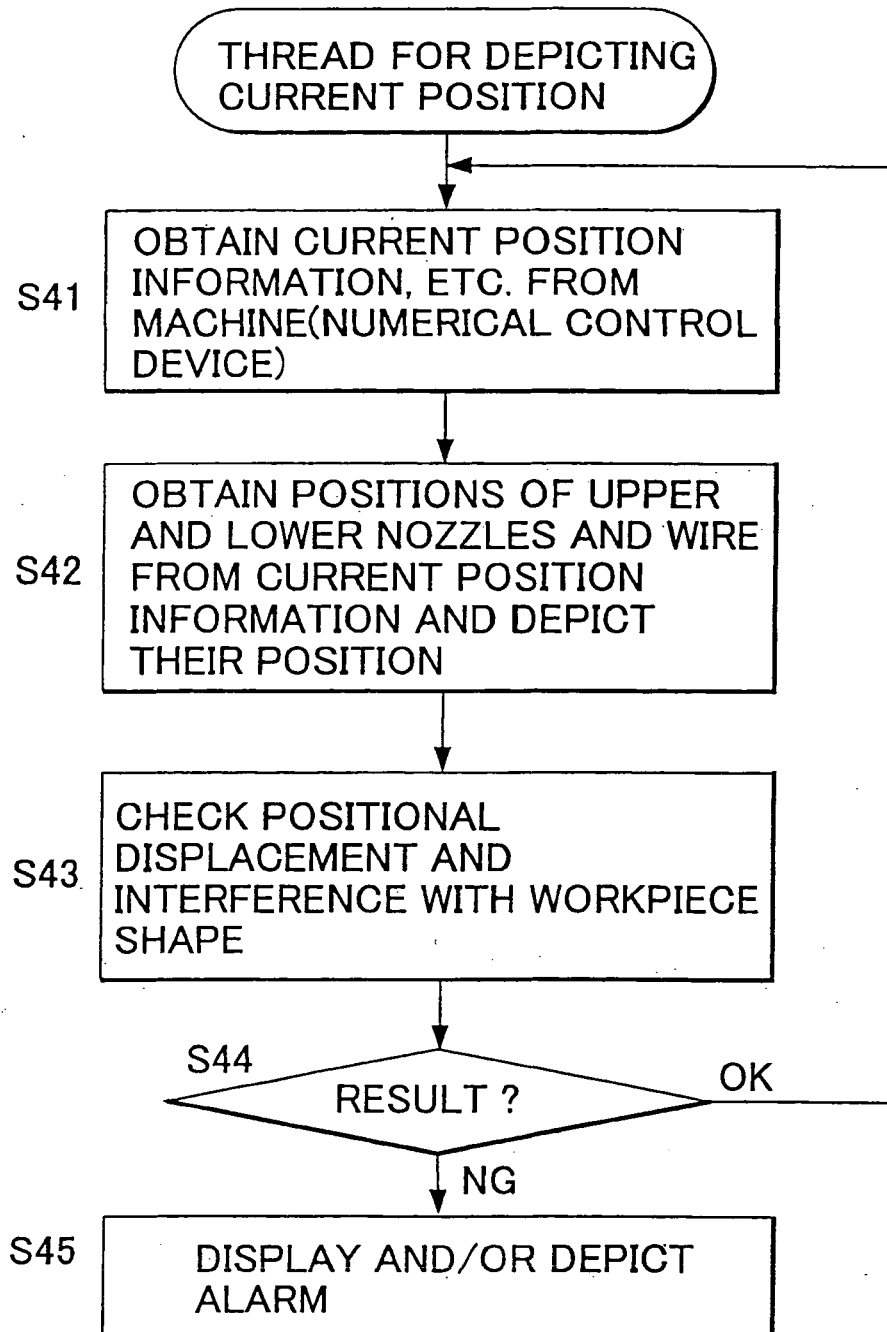 THREAD FOR DEPICTING
CURRENT POSITION
S41
OBTAIN CURRENT POSITION
INFORMATION, ETC. FROM
MACHINE(NUMERICAL CONTROL
DEVICE)
S42
OBTAIN POSITIONS OF UPPER
AND LOWER NOZZLES AND WIRE
FROM CURRENT POSITION
INFORMATION AND DEPICT
THEIR POSITION
S43
CHECK POSITIONAL
DISPLACEMENT AND
INTERFERENCE WITH WORKPIECE
SHAPE
S44
RESULT ?
OK
NG
S45
DISPLAY AND/OR DEPICT
ALARM